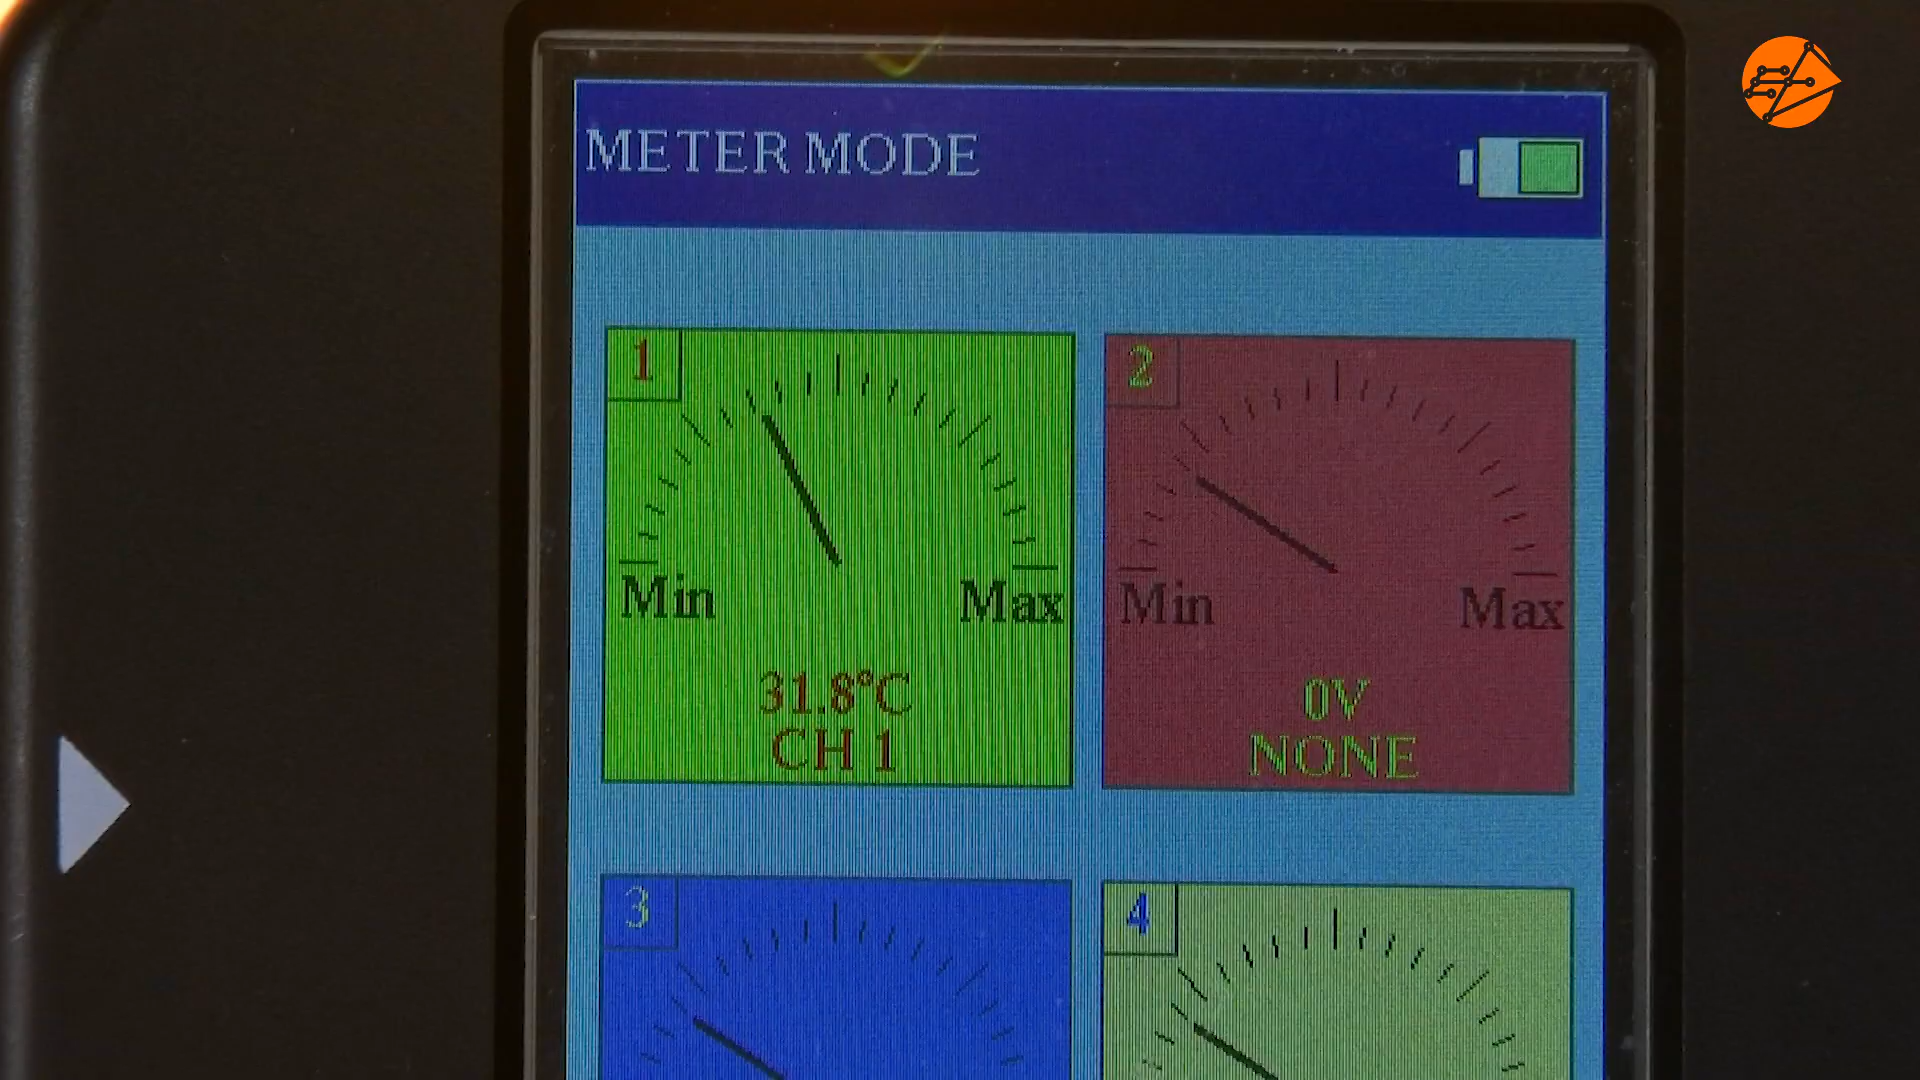 METER MODE
1
Min Max
31.8°C
CH 1
2
Min Max
0V
NONE
3
4